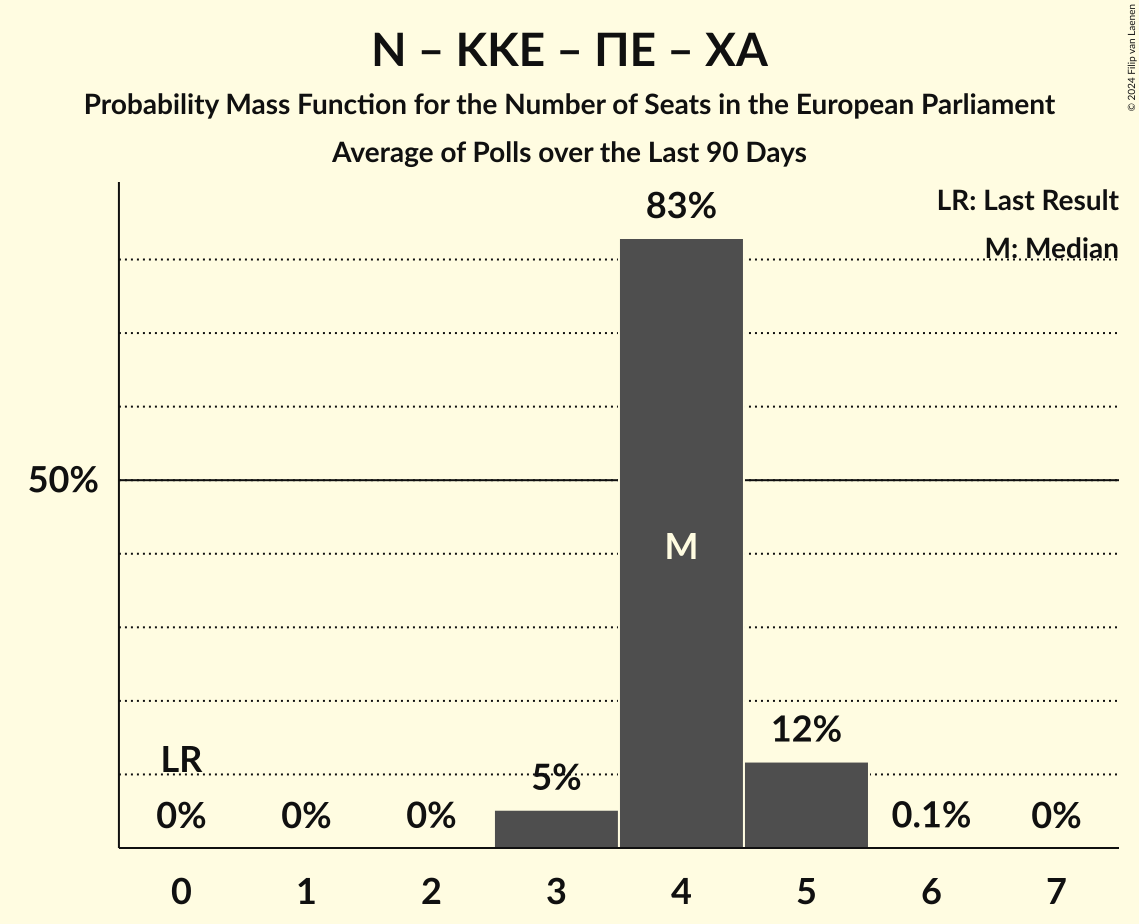 Ν – ΚΚΕ – ΠΕ – ΧΑ
Probability Mass Function for the Number of Seats in the European Parliament
Average of Polls over the Last 90 Days
© 2024 Filip van Laenen
LR: Last Result
M: Median
83%
50%
M
12%
LR
5%
0%
0%
0%
0.1%
0%
0
1
2
3
4
5
6
7